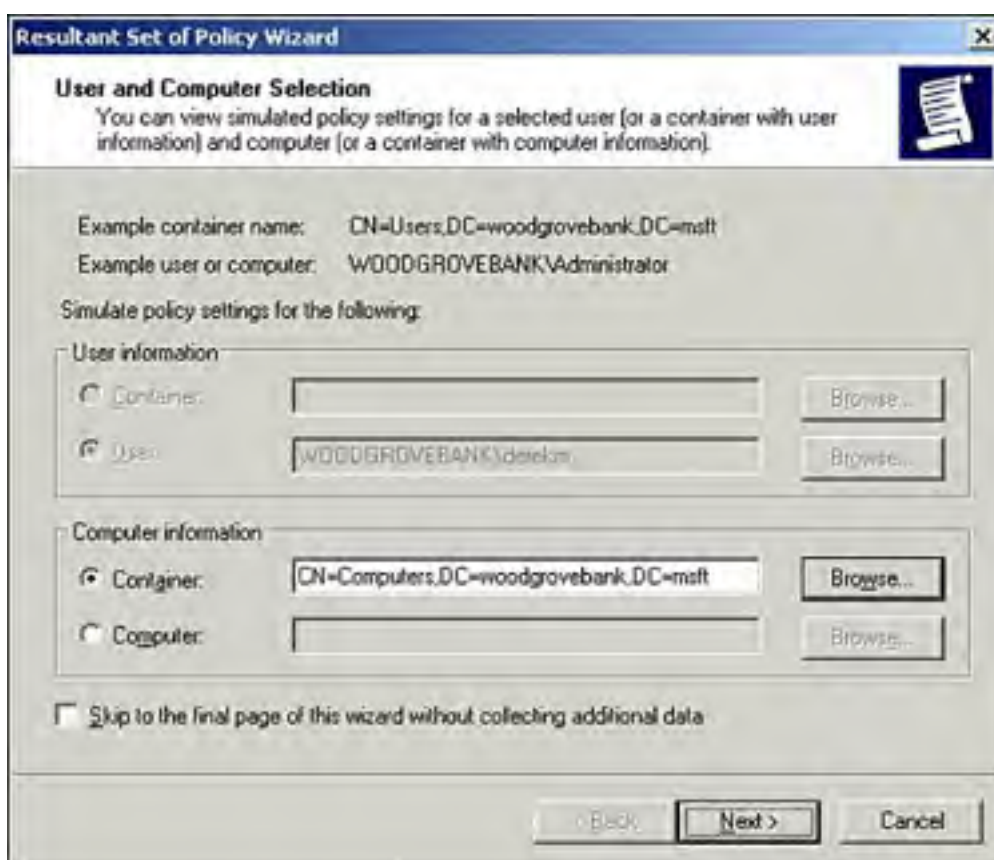 Resultant Set of Policy Wizard
User and Computer Selection
You can view simulated policy settings for a selected user (or a container with user
information) and computer (or a container with computer information).
Example container name: CN=Users,DC=woodgrovebank,DC=msft
Example user or computer: WOODGROVEBANK\Administrator
Simulate policy settings for the following:
User information
Container: Browse...
User: WOODGROVEBANK\derekm Browse...
Computer information
Container: CN=Computers,DC=woodgrovebank,DC=msft Browse...
Computer: Browse...
Skip to the final page of this wizard without collecting additional data
< Back Next > Cancel